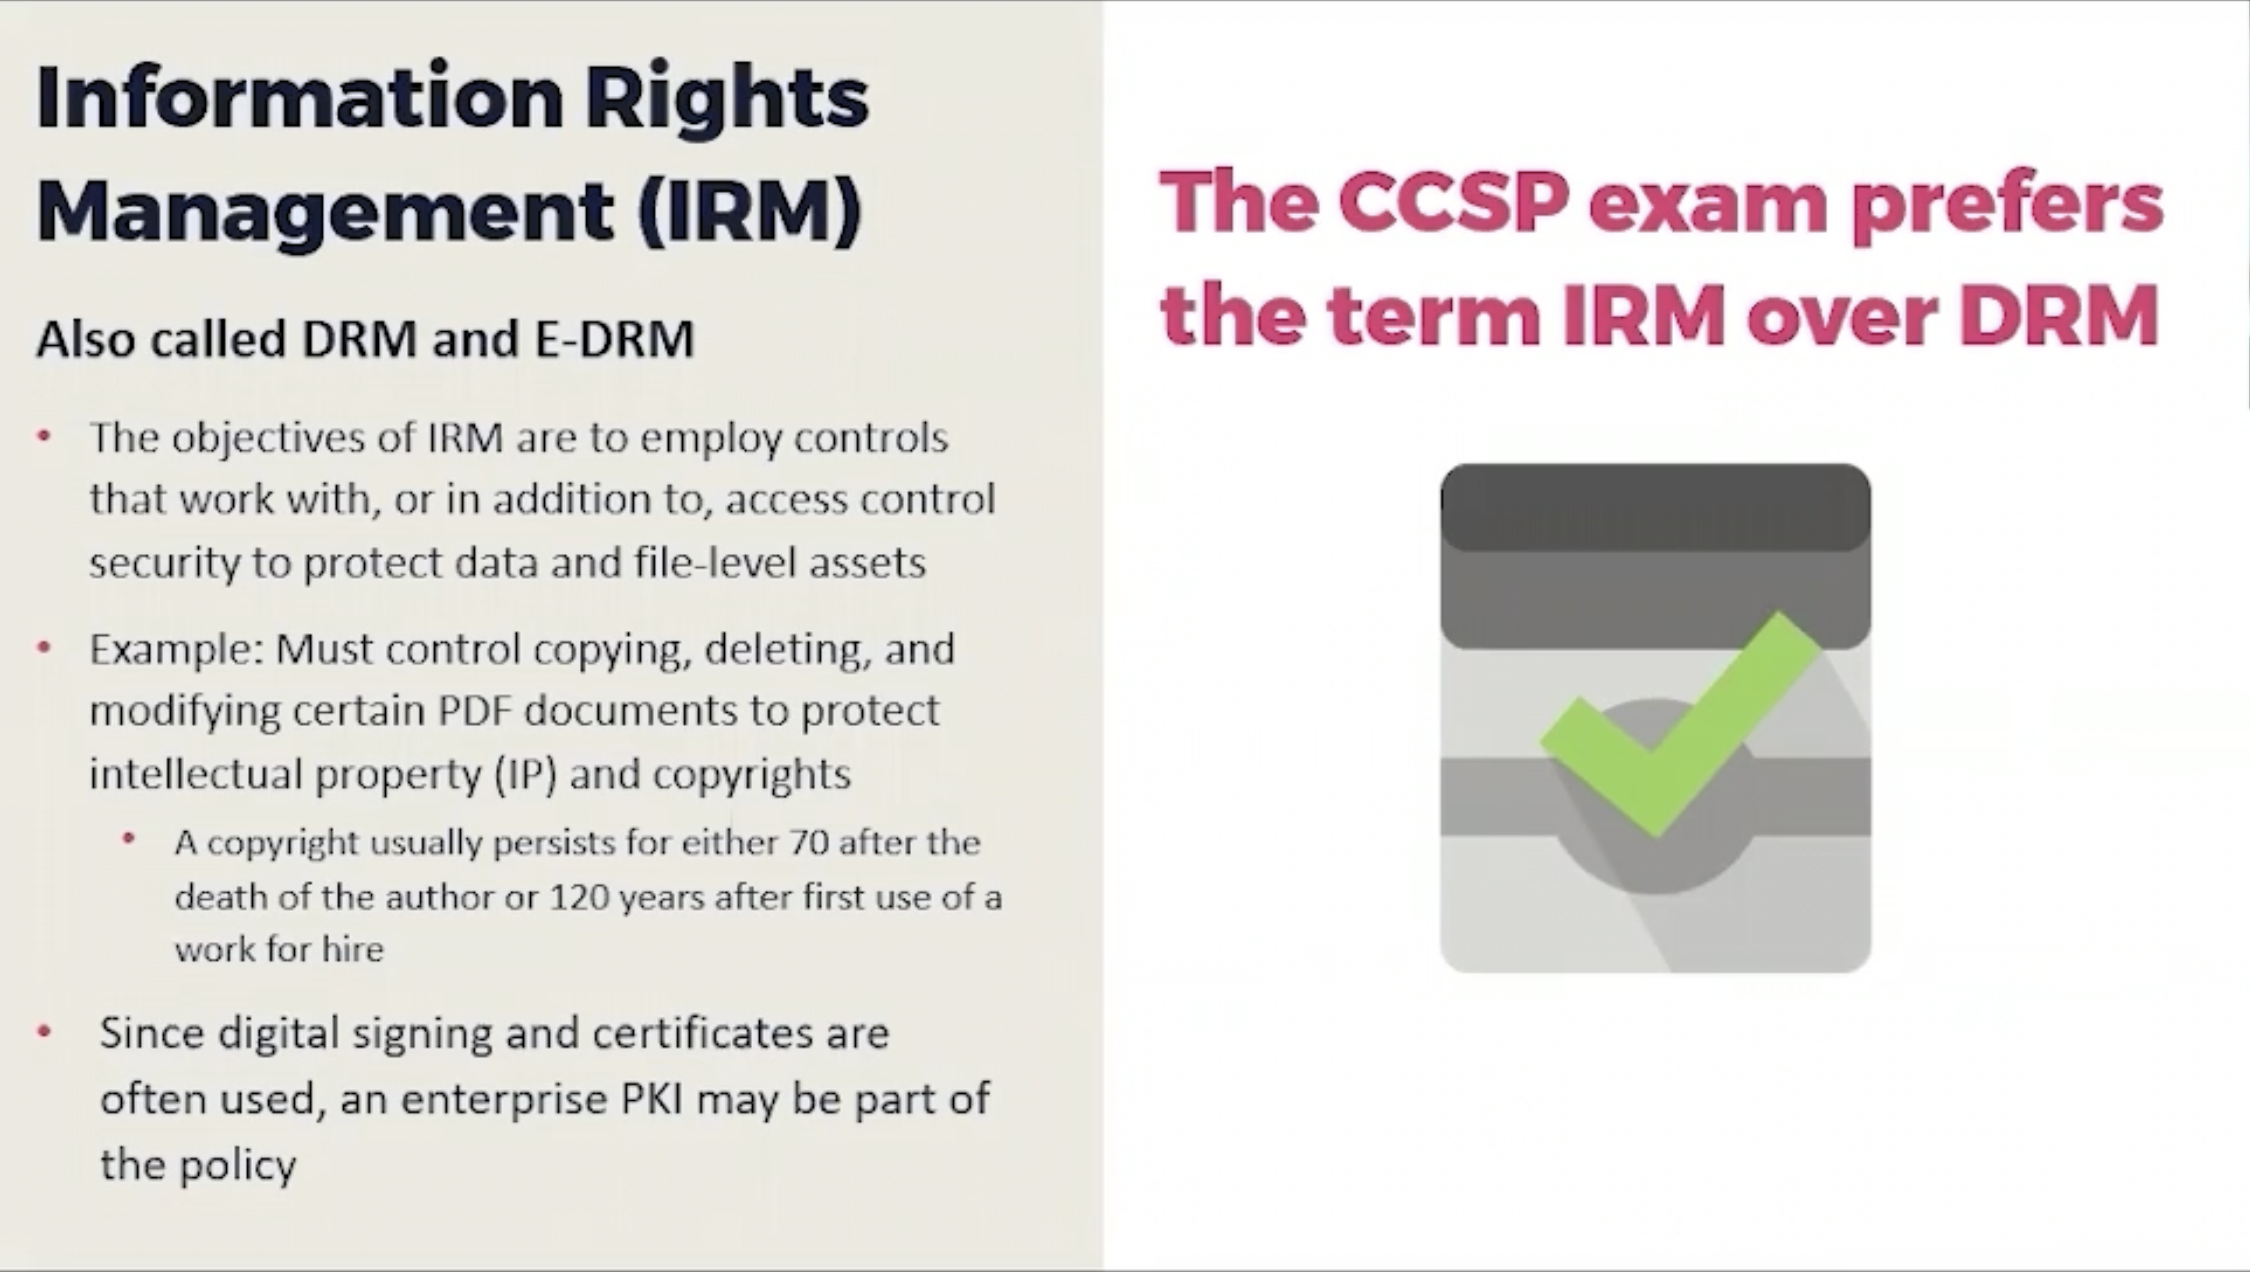 Information Rights
Management (IRM)
Also called DRM and E-DRM
• The objectives of IRM are to employ controls
that work with, or in addition to, access control
security to protect data and file-level assets
• Example: Must control copying, deleting, and
modifying certain PDF documents to protect
intellectual property (IP) and copyrights
• A copyright usually persists for either 70 after the
death of the author or 120 years after first use of a
work for hire
• Since digital signing and certificates are
often used, an enterprise PKI may be part of
the policy
The CCSP exam prefers
the term IRM over DRM